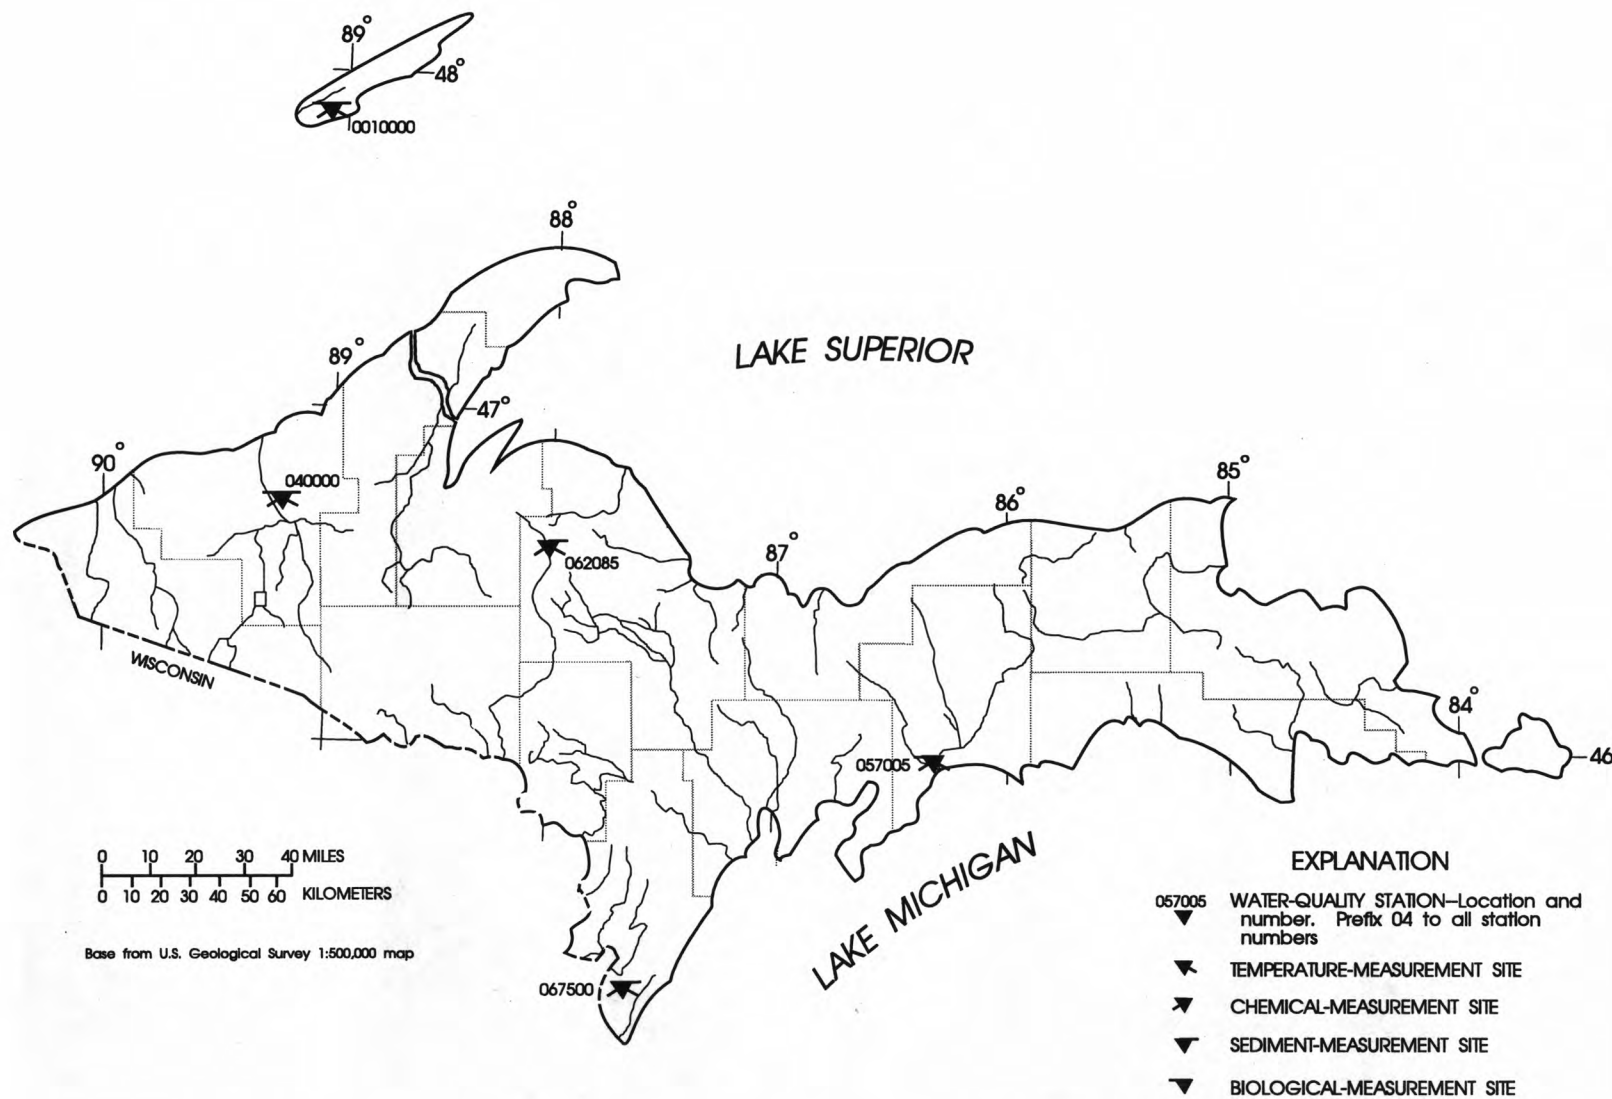 89°
48°
0010000
88°
LAKE SUPERIOR
89°
47°
90°
040000
85°
86°
87°
062085
WISCONSIN
84°
057005
46
0 10 20 30 40 MILES
0 10 20 30 40 50 60 KILOMETERS
Base from U.S. Geological Survey 1:500,000 map
LAKE MICHIGAN
067500
EXPLANATION
057005 WATER-QUALITY STATION—Location and
number. Prefix 04 to all station
numbers
TEMPERATURE-MEASUREMENT SITE
CHEMICAL-MEASUREMENT SITE
SEDIMENT-MEASUREMENT SITE
BIOLOGICAL-MEASUREMENT SITE